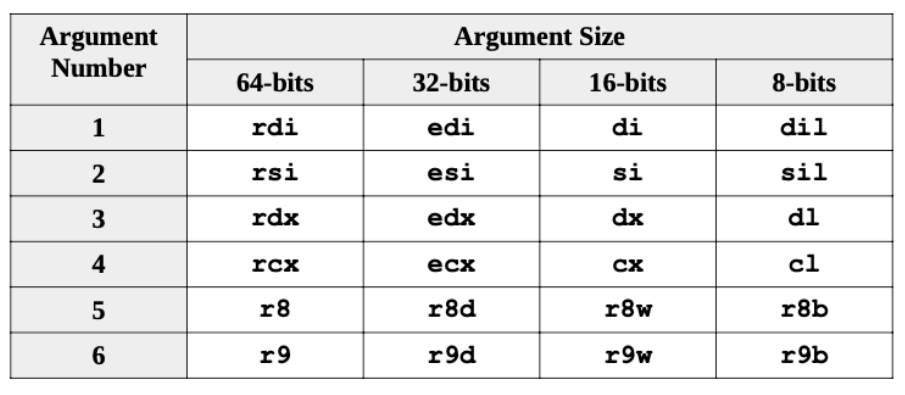 Argument Number
Argument Size
64-bits 32-bits 16-bits 8-bits
1 rdi edi di dil
2 rsi esi si sil
3 rdx edx dx dl
4 rcx ecx cx cl
5 r8 r8d r8w r8b
6 r9 r9d r9w r9b